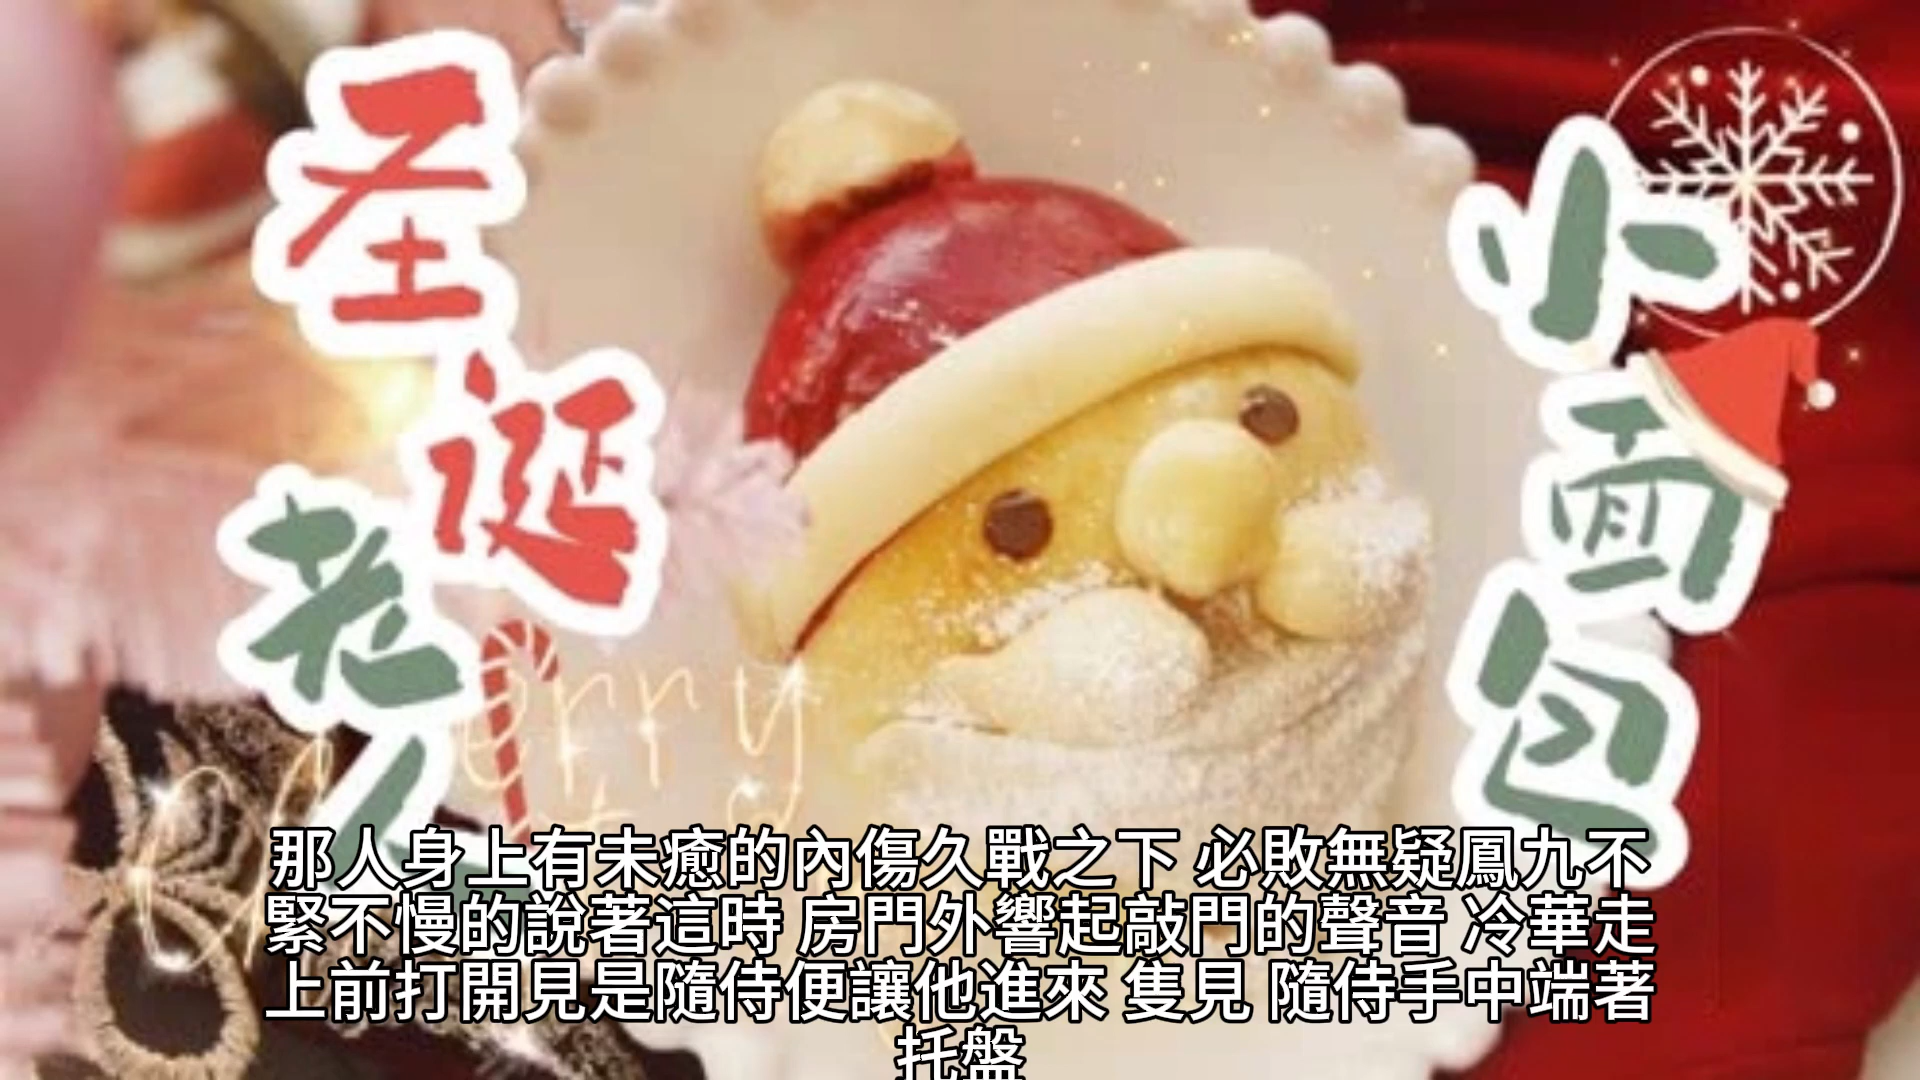 圣诞
老人
小面包
erry
那人身上有未癒的內傷久戰之下 必敗無疑鳳九不
緊不慢的說著這時 房門外響起敲門的聲音 冷華走
上前打開見是隨侍便讓他進來 隻見 隨侍手中端著
托盤